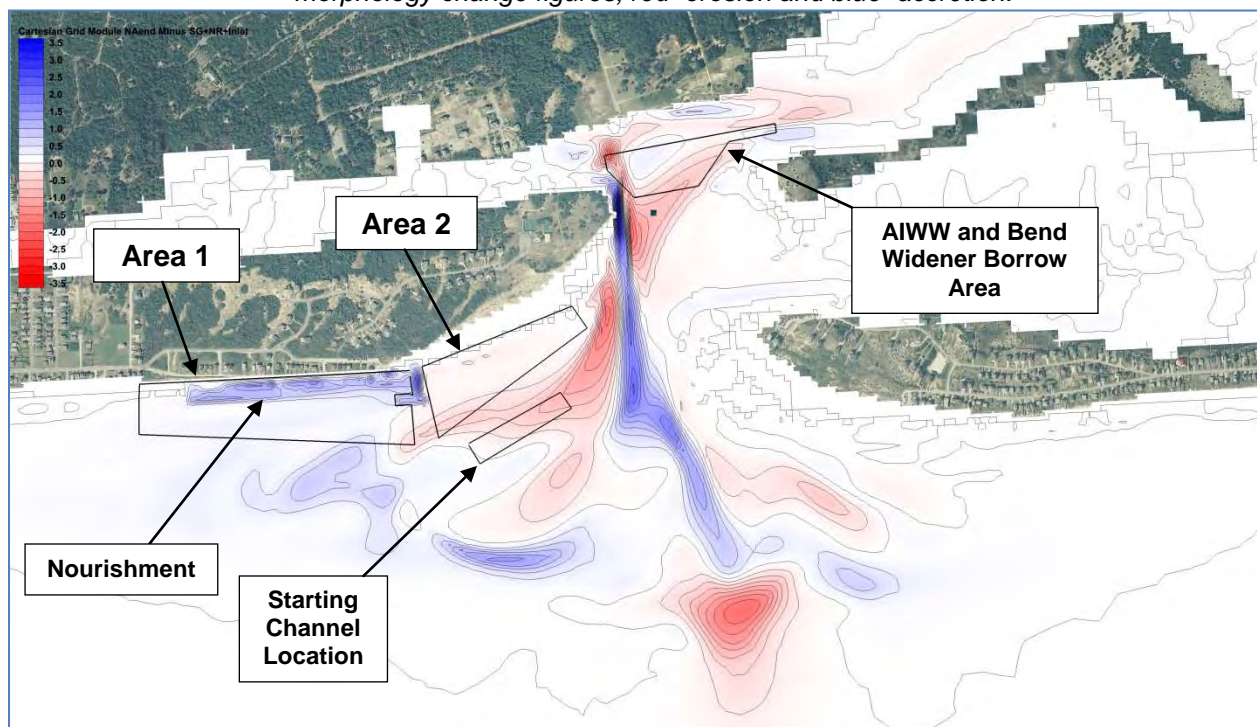 morphology change figures, red=erosion and blue=accretion.
Cartesian Grid Module NAend Minus SG+NR+Inlet
3.5
3.0
2.5
2.0
1.5
1.0
0.5
0.0
-0.5
-1.0
-1.5
-2.0
-2.5
-3.0
-3.5
Area 1
Area 2
AIWW and Bend
Widener Borrow
Area
Nourishment
Starting
Channel
Location